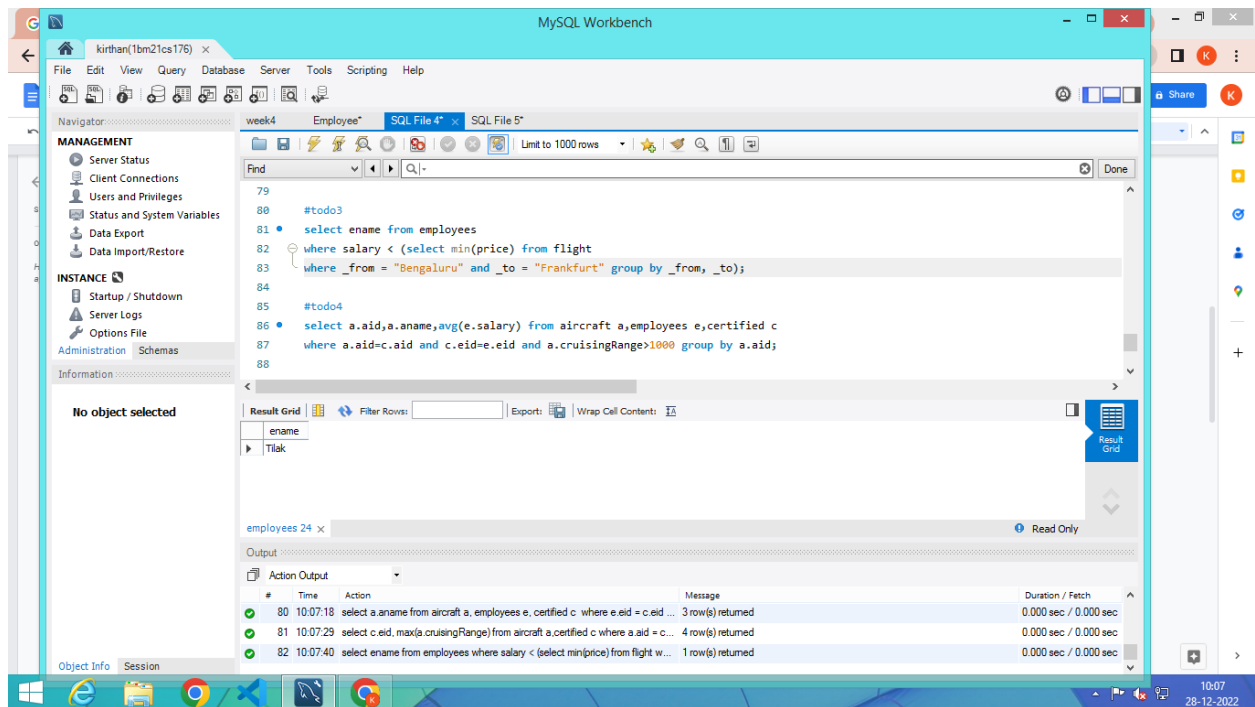 MySQL Workbench
kirthan(1bm21cs176) ×
File Edit View Query Database Server Tools Scripting Help
Share
K
Navigator
MANAGEMENT
Server Status
Client Connections
Users and Privileges
Status and System Variables
Data Export
Data Import/Restore
INSTANCE
Startup / Shutdown
Server Logs
Options File
Administration Schemas
Information
No object selected
Object Info Session
week4 Employee* SQL File 4* × SQL File 5*
Limit to 1000 rows
Find Done
79
80 #todo3
81 select ename from employees
82 where salary < (select min(price) from flight
83 where _from = "Bengaluru" and _to = "Frankfurt" group by _from, _to);
84
85 #todo4
86 select a.aid,a.aname,avg(e.salary) from aircraft a,employees e,certified c
87 where a.aid=c.aid and c.eid=e.eid and a.cruisingRange>1000 group by a.aid;
88
Result Grid Filter Rows: Export: Wrap Cell Content:
ename
Tilak
Result
Grid
employees 24 × Read Only
Output
Action Output
# Time Action Message Duration / Fetch
80 10:07:18 select a.aname from aircraft a, employees e, certified c where e.eid = c.eid ... 3 row(s) returned 0.000 sec / 0.000 sec
81 10:07:29 select c.eid, max(a.cruisingRange) from aircraft a,certified c where a.aid = c... 4 row(s) returned 0.000 sec / 0.000 sec
82 10:07:40 select ename from employees where salary < (select min(price) from flight w... 1 row(s) returned 0.000 sec / 0.000 sec
10:07
28-12-2022